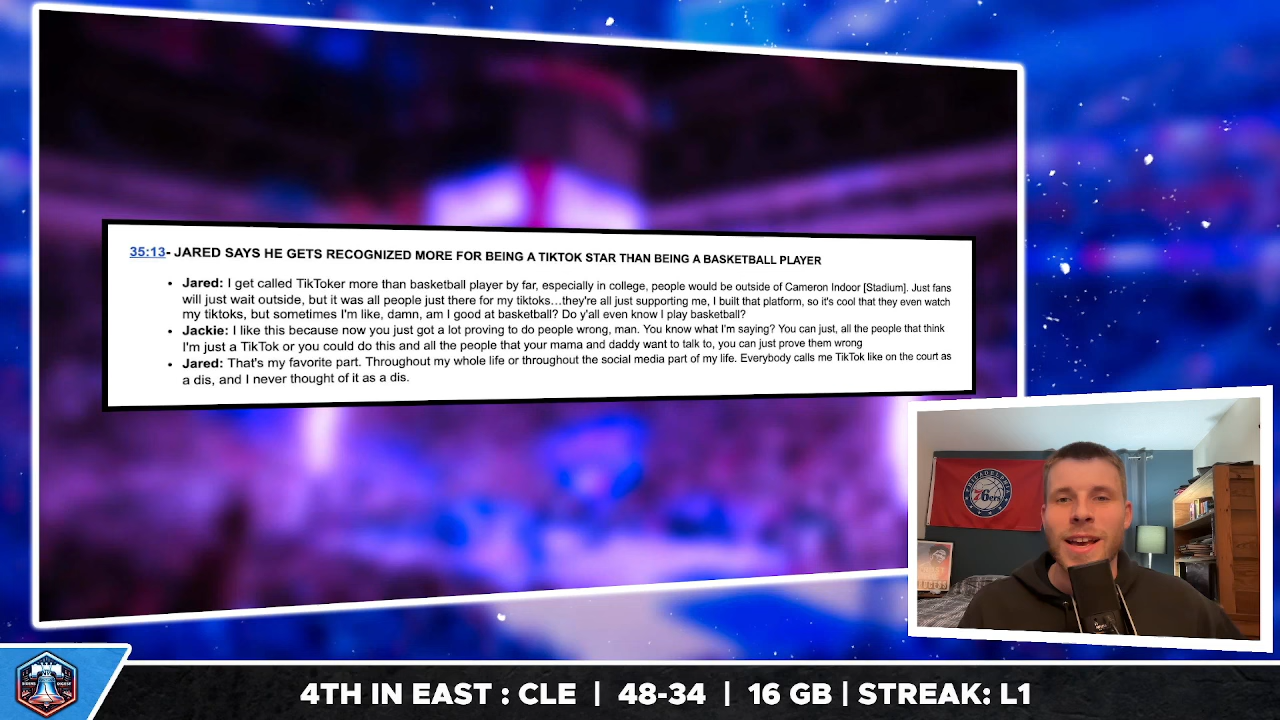 35:13- JARED SAYS HE GETS RECOGNIZED MORE FOR BEING A TIKTOK STAR THAN BEING A BASKETBALL PLAYER
• Jared: I get called TikToker more than basketball player by far, especially in college, people would be outside of Cameron Indoor [Stadium]. Just fans
will just wait outside, but it was all people just there for my tiktoks…they're all just supporting me, I built that platform, so it's cool that they even watch
my tiktoks, but sometimes I'm like, damn, am I good at basketball? Do y'all even know I play basketball?
• Jackie: I like this because now you just got a lot proving to do people wrong, man. You know what I'm saying? You can just, all the people that think
I'm just a TikTok or you could do this and all the people that your mama and daddy want to talk to, you can just prove them wrong
• Jared: That's my favorite part. Throughout my whole life or throughout the social media part of my life. Everybody calls me TikTok like on the court as
a dis, and I never thought of it as a dis.
PHILADELPHIA
76ers
4TH IN EAST : CLE | 48-34 | 16 GB | STREAK: L1